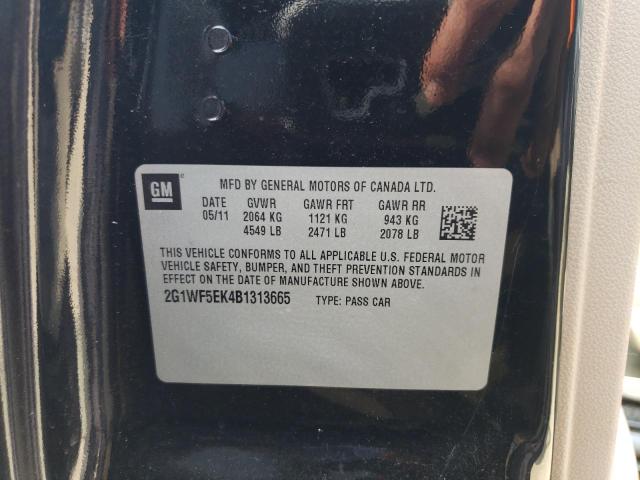 GM
MFD BY GENERAL MOTORS OF CANADA LTD.
DATE GVWR GAWR FRT GAWR RR
05/11 2064 KG 1121 KG 943 KG
4549 LB 2471 LB 2078 LB
THIS VEHICLE CONFORMS TO ALL APPLICABLE U.S. FEDERAL MOTOR
VEHICLE SAFETY, BUMPER, AND THEFT PREVENTION STANDARDS IN
EFFECT ON THE DATE OF MANUFACTURE SHOWN ABOVE.
2G1WF5EK4B1313665 TYPE: PASS CAR